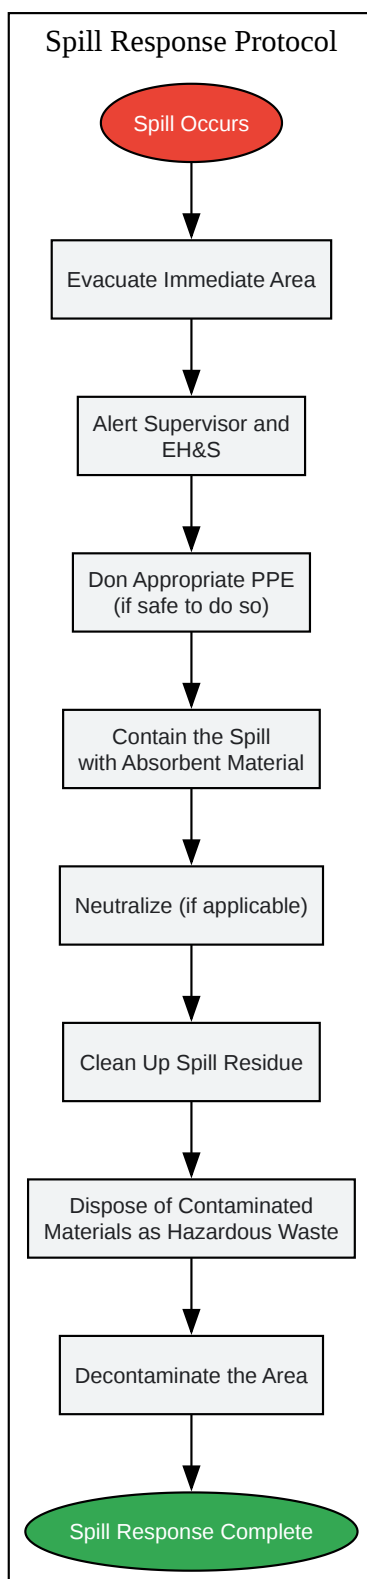 Spill Response Protocol
Spill Occurs
Evacuate Immediate Area
Alert Supervisor and
EH&S
Don Appropriate PPE
(if safe to do so)
Contain the Spill
with Absorbent Material
Neutralize (if applicable)
Clean Up Spill Residue
Dispose of Contaminated
Materials as Hazardous Waste
Decontaminate the Area
Spill Response Complete